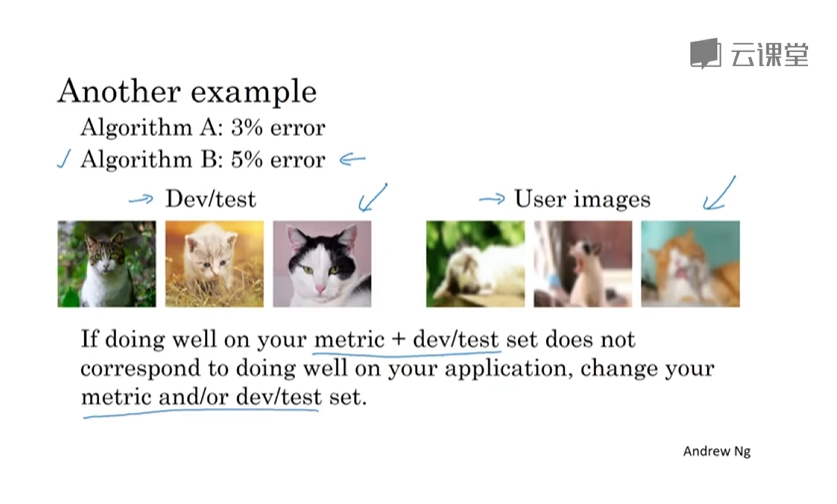 云课堂
Another example
Algorithm A: 3% error
Algorithm B: 5% error
Dev/test
User images
If doing well on your metric + dev/test set does not
correspond to doing well on your application, change your
metric and/or dev/test set.
Andrew Ng